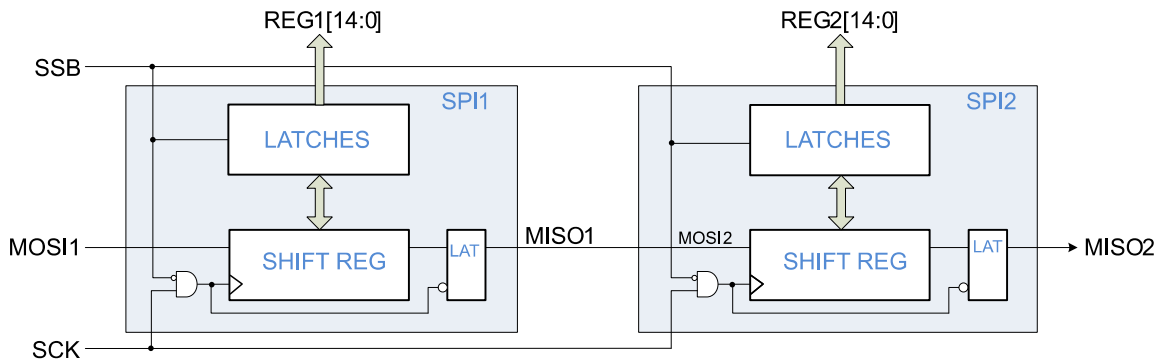 REG1[14:0]
REG2[14:0]
SSB
SPI1
SPI2
LATCHES
LATCHES
MOSI1
SHIFT REG
LAT
MISO1
MOSI2
SHIFT REG
LAT
MISO2
SCK